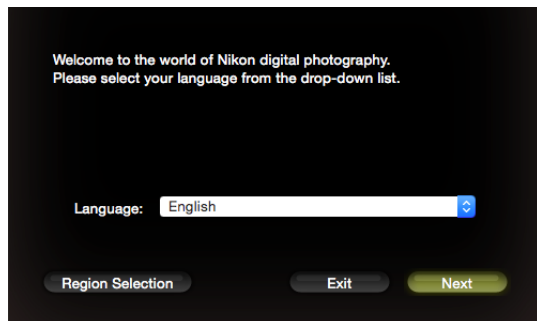 Welcome to the world of Nikon digital photography.
Please select your language from the drop-down list.
Language: English
Region Selection Exit Next